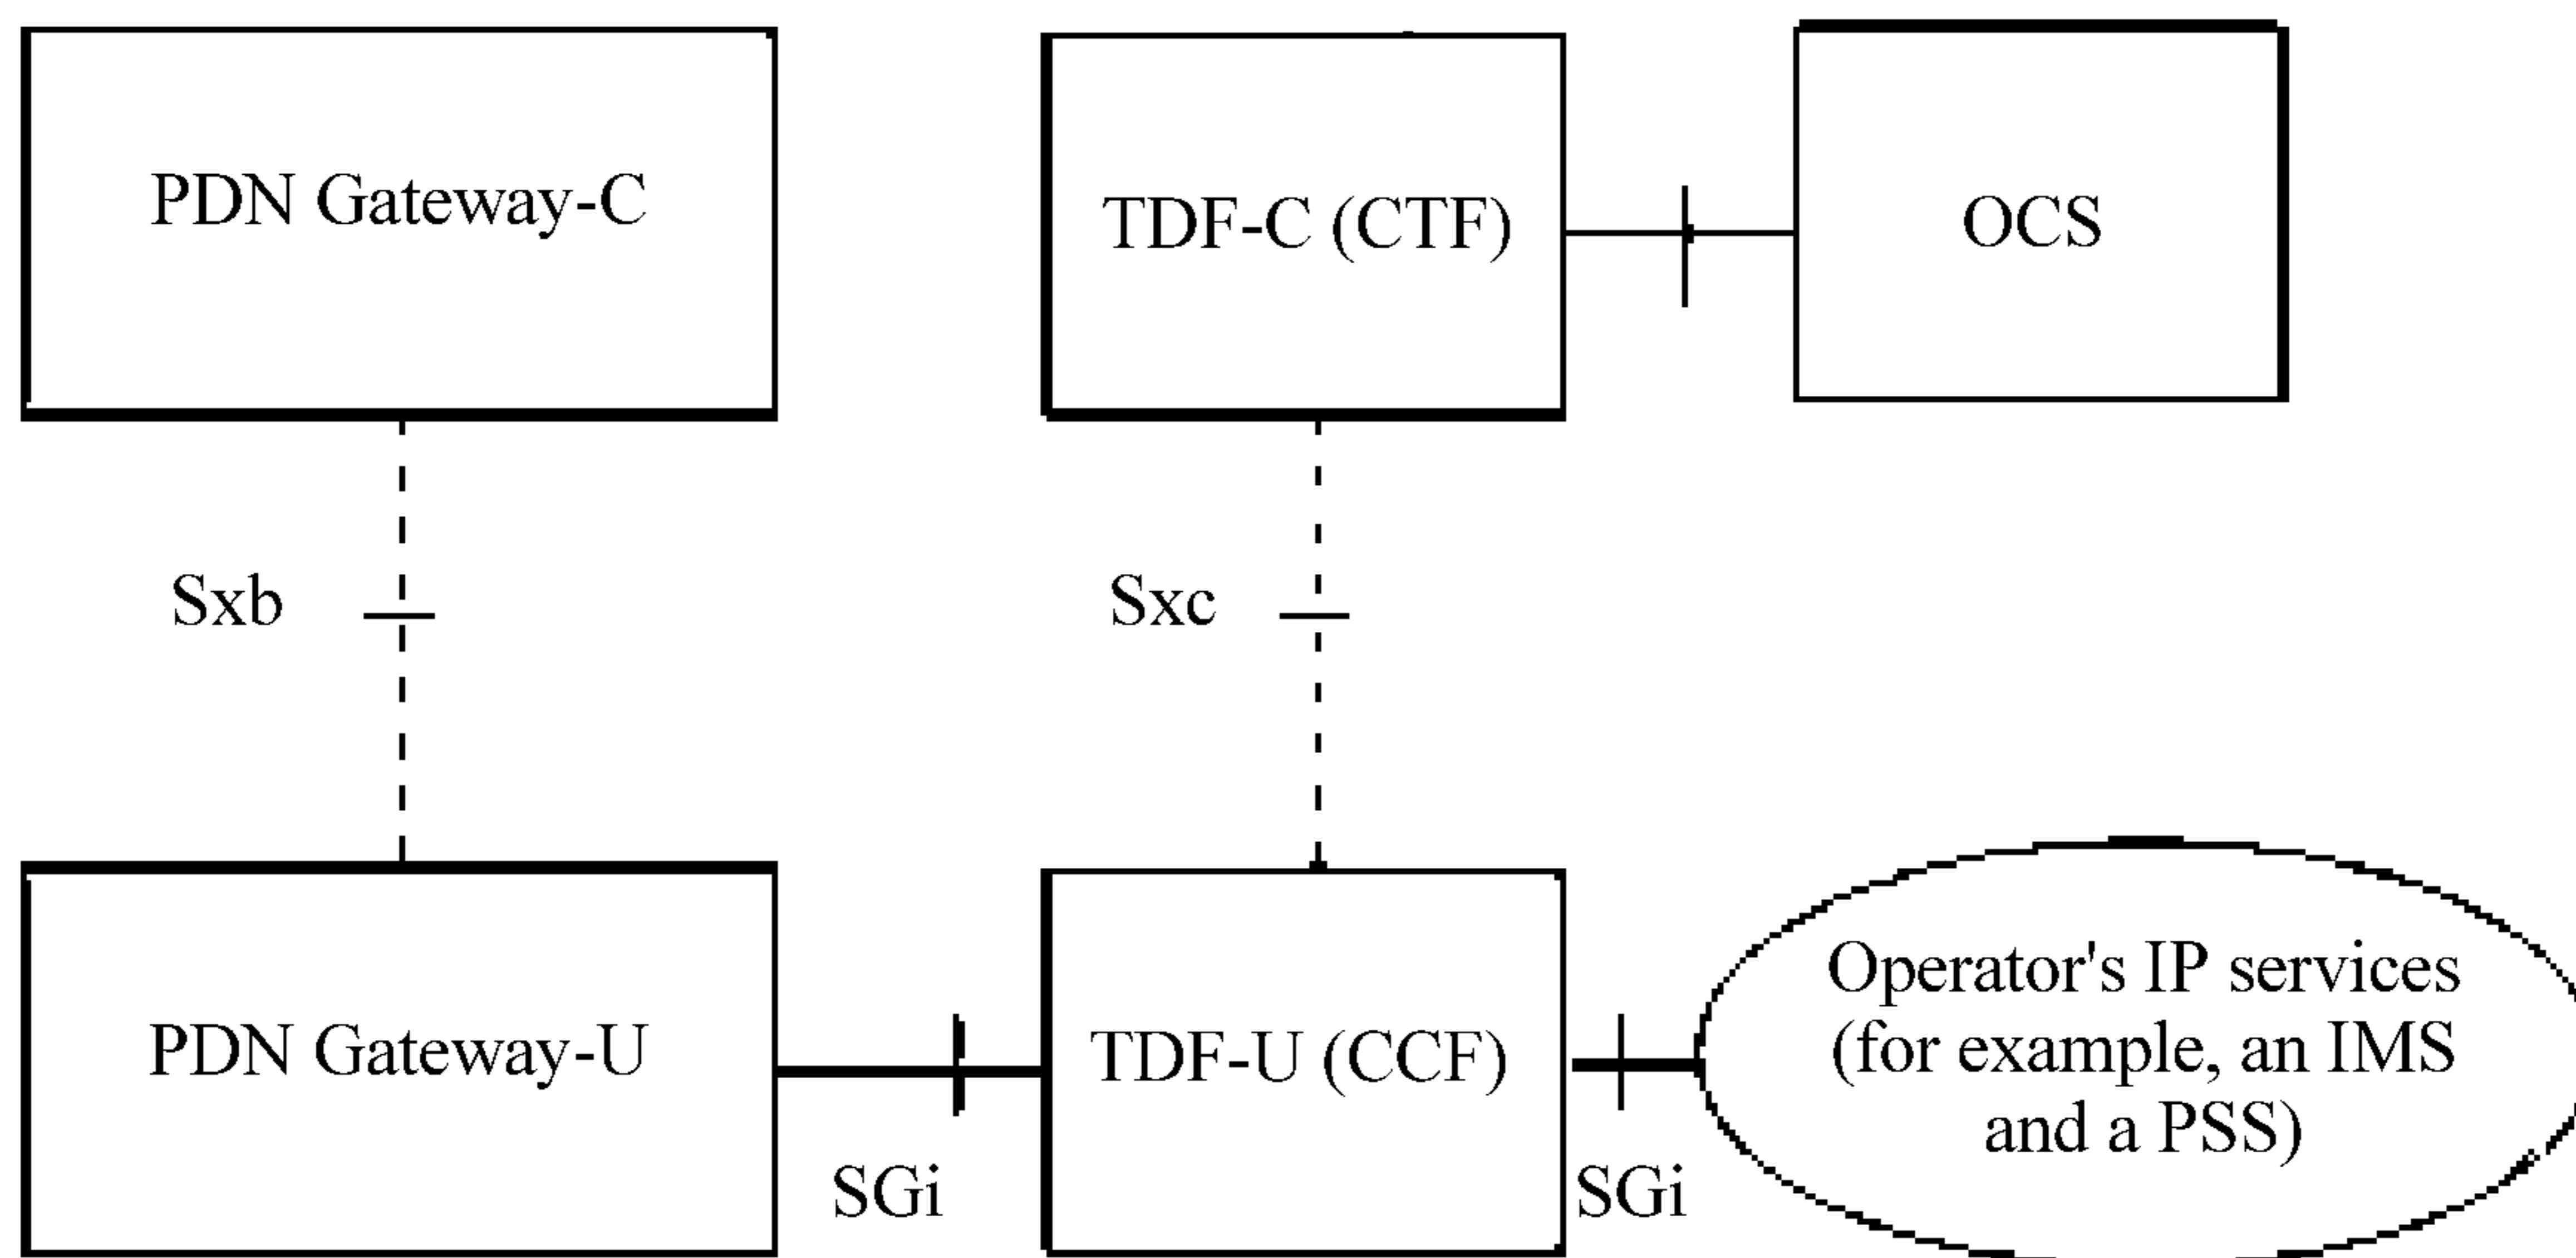 PDN Gateway-C
TDF-C (CTF)
OCS
Sxb
Sxc
PDN Gateway-U
TDF-U (CCF)
Operator's IP services
(for example, an IMS
and a PSS)
SGi
SGi